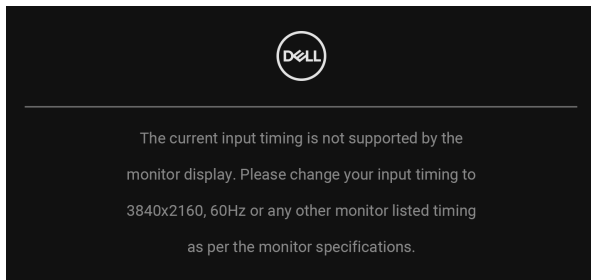 DELL
The current input timing is not supported by the
monitor display. Please change your input timing to
3840x2160, 60Hz or any other monitor listed timing
as per the monitor specifications.